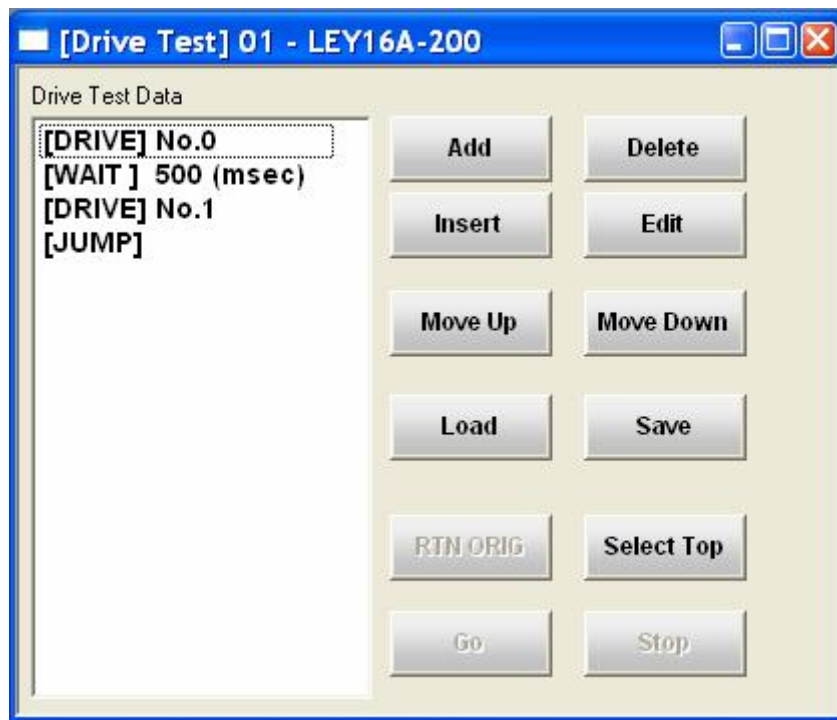 [Drive Test] 01 - LEY16A-200
Drive Test Data
[DRIVE] No.0
[WAIT ] 500 (msec)
[DRIVE] No.1
[JUMP]
Add Delete
Insert Edit
Move Up Move Down
Load Save
RTN ORIG Select Top
Go Stop